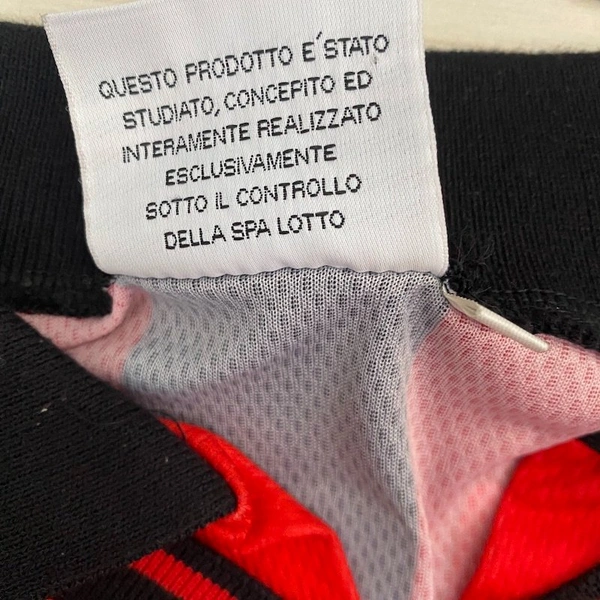 QUESTO PRODOTTO E´STATO
STUDIATO, CONCEPITO ED
INTERAMENTE REALIZZATO
ESCLUSIVAMENTE
SOTTO IL CONTROLLO
DELLA SPA LOTTO